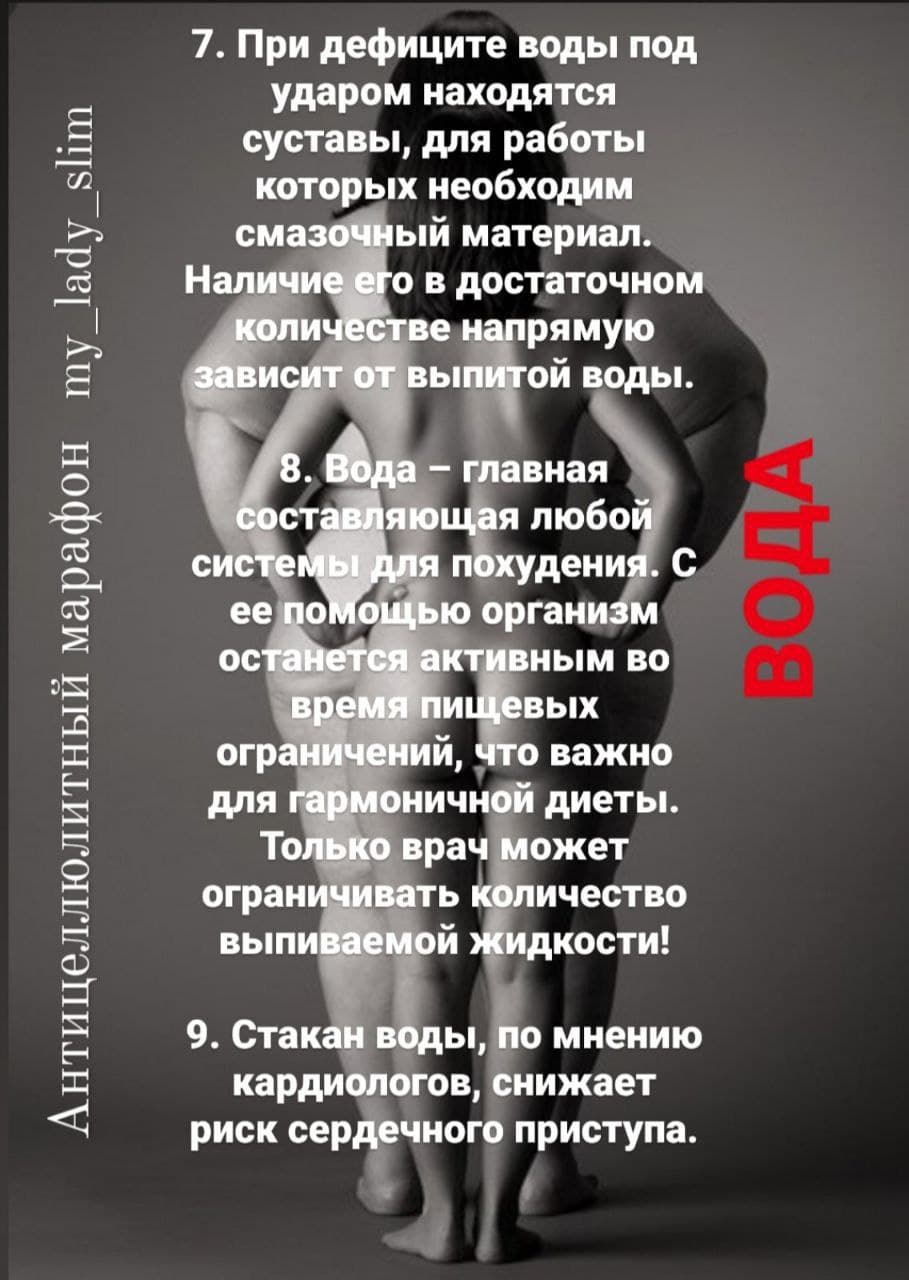 7. При дефиците воды под
ударом находятся
суставы, для работы
которых необходим
смазочный материал.
Наличие его в достаточном
количестве напрямую
зависит от выпитой воды.
8. Вода – главная
составляющая любой
системы для похудения. С
ее помощью организм
останется активным во
время пищевых
ограничений, что важно
для гармоничной диеты.
Только врач может
ограничивать количество
выпиваемой жидкости!
9. Стакан воды, по мнению
кардиологов, снижает
риск сердечного приступа.
Антицеллюлитный марафон my_lady_slim
ВОДА